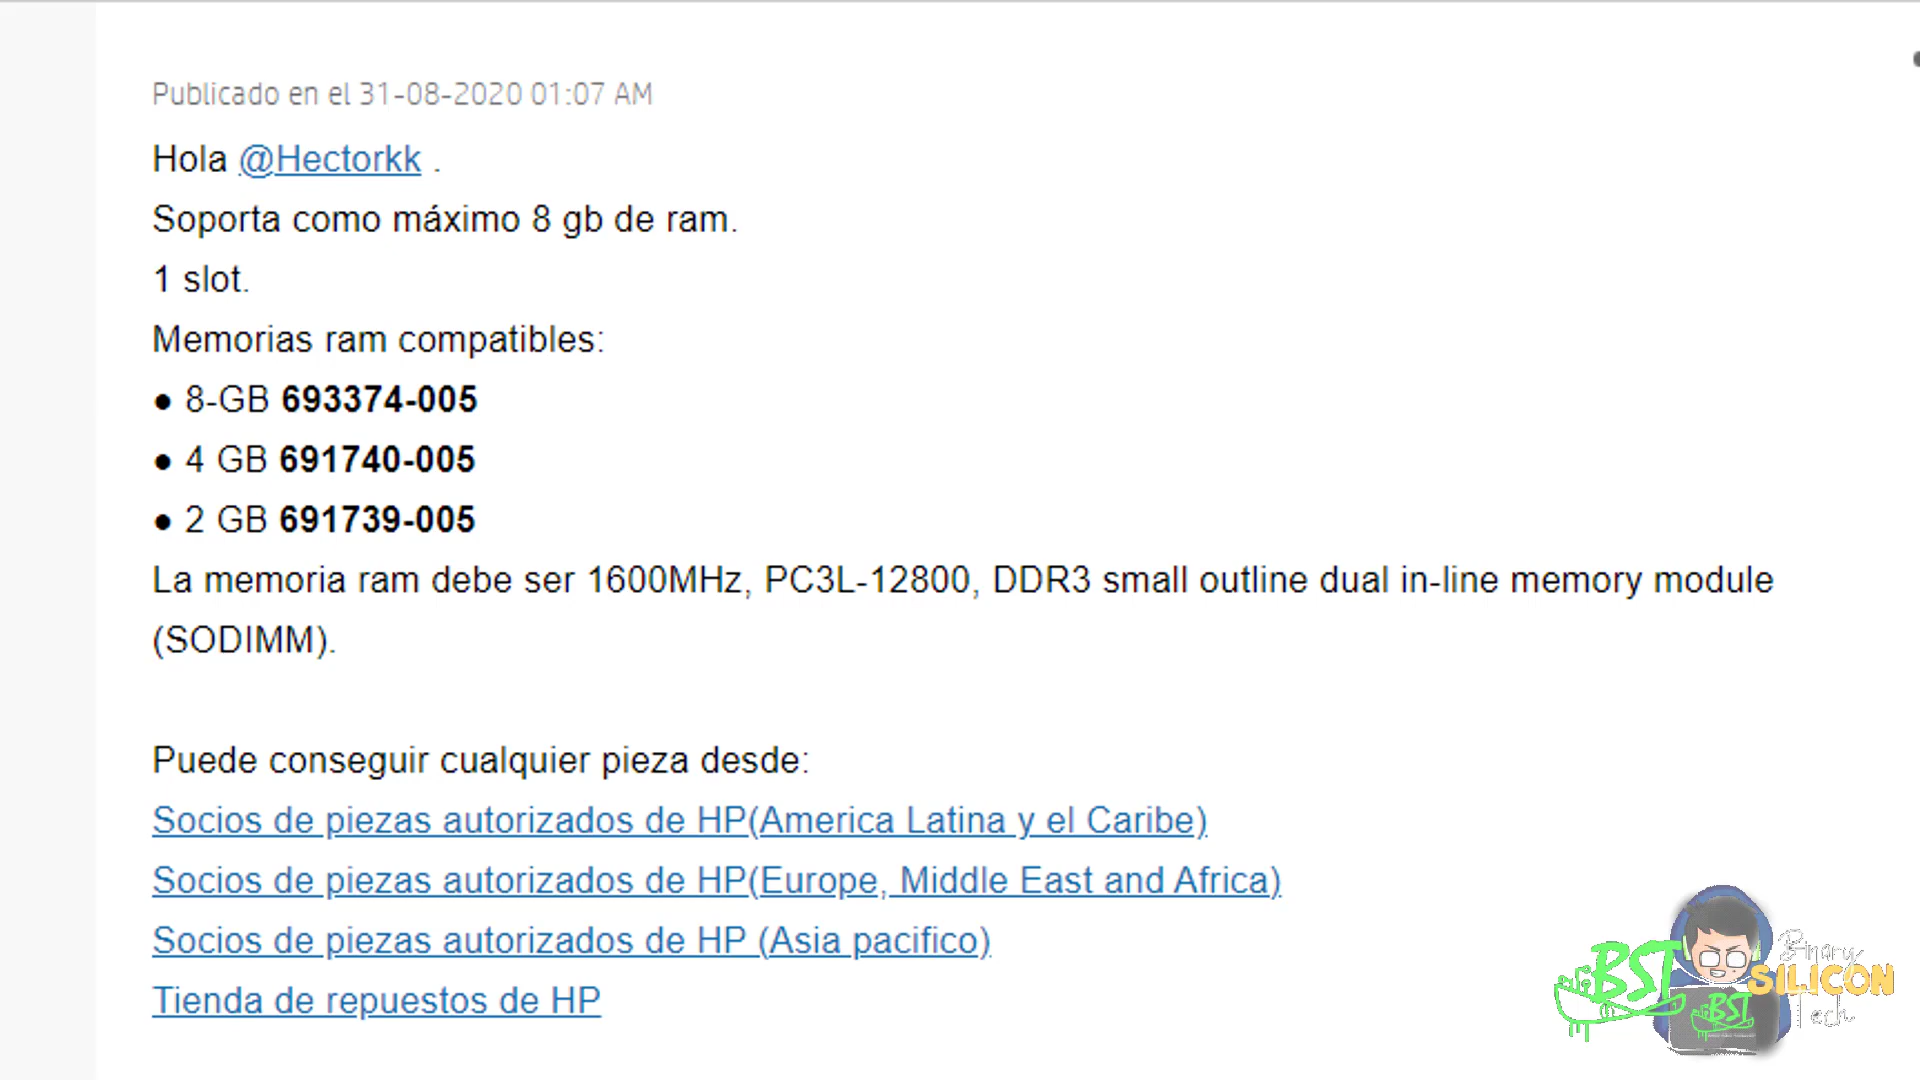 Publicado en el 31-08-2020 01:07 AM
Hola @Hectorkk .
Soporta como máximo 8 gb de ram.
1 slot.
Memorias ram compatibles:
● 8-GB 693374-005
● 4 GB 691740-005
● 2 GB 691739-005
La memoria ram debe ser 1600MHz, PC3L-12800, DDR3 small outline dual in-line memory module
(SODIMM).
Puede conseguir cualquier pieza desde:
Socios de piezas autorizados de HP(America Latina y el Caribe)
Socios de piezas autorizados de HP(Europe, Middle East and Africa)
Socios de piezas autorizados de HP (Asia pacifico)
Tienda de repuestos de HP
BST
BST
Binary
SILICON
Tech